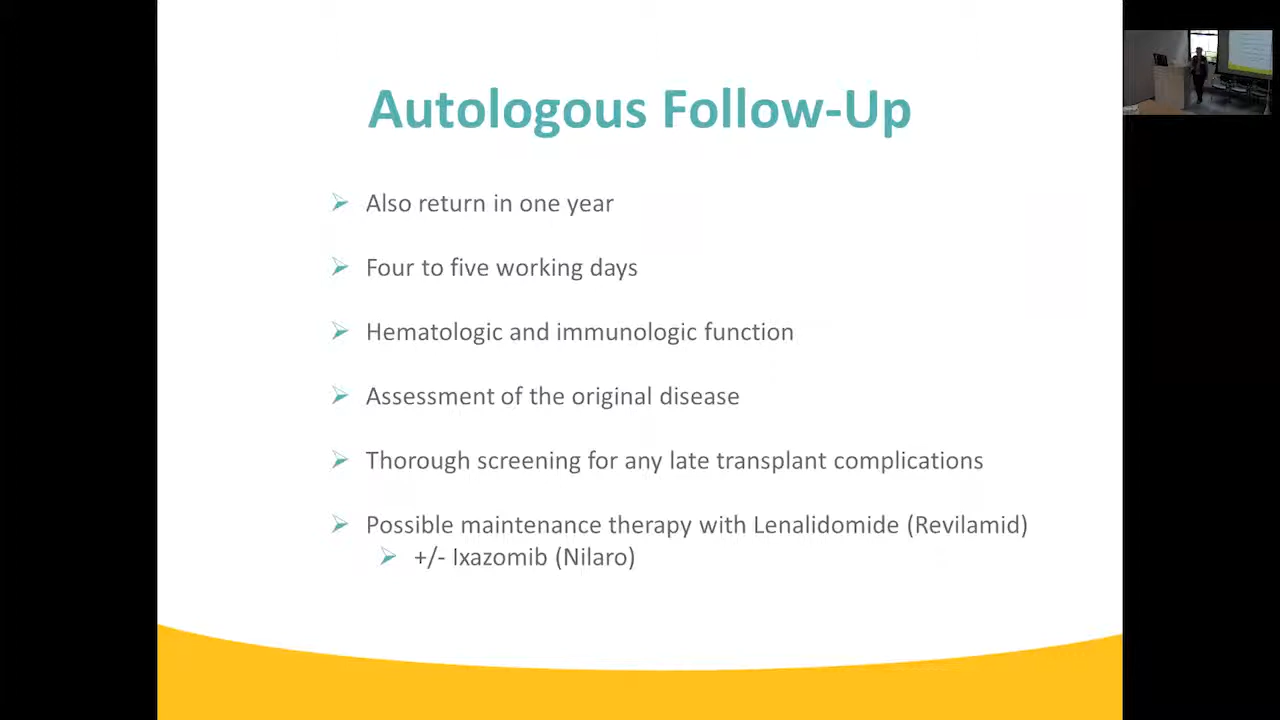 Autologous Follow-Up
Also return in one year
Four to five working days
Hematologic and immunologic function
Assessment of the original disease
Thorough screening for any late transplant complications
Possible maintenance therapy with Lenalidomide (Revilamid)
+/- Ixazomib (Nilaro)